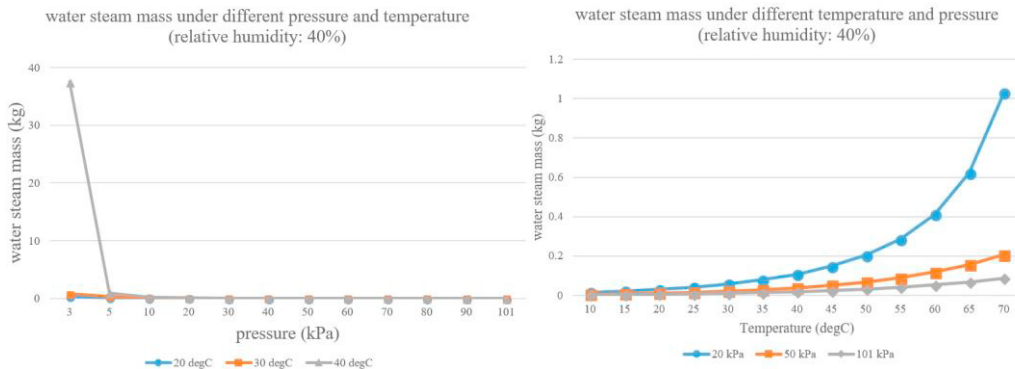 water steam mass under different pressure and temperature
(relative humidity: 40%)
water steam mass (kg)
40
30
20
10
0
3
5
10
20
30
40
50
60
70
80
90
101
pressure (kPa)
20 degC
30 degC
40 degC
water steam mass under different temperature and pressure
(relative humidity: 40%)
water steam mass (kg)
1.2
1
0.8
0.6
0.4
0.2
0
10
15
20
25
30
35
40
45
50
55
60
65
70
Temperature (degC)
20 kPa
50 kPa
101 kPa